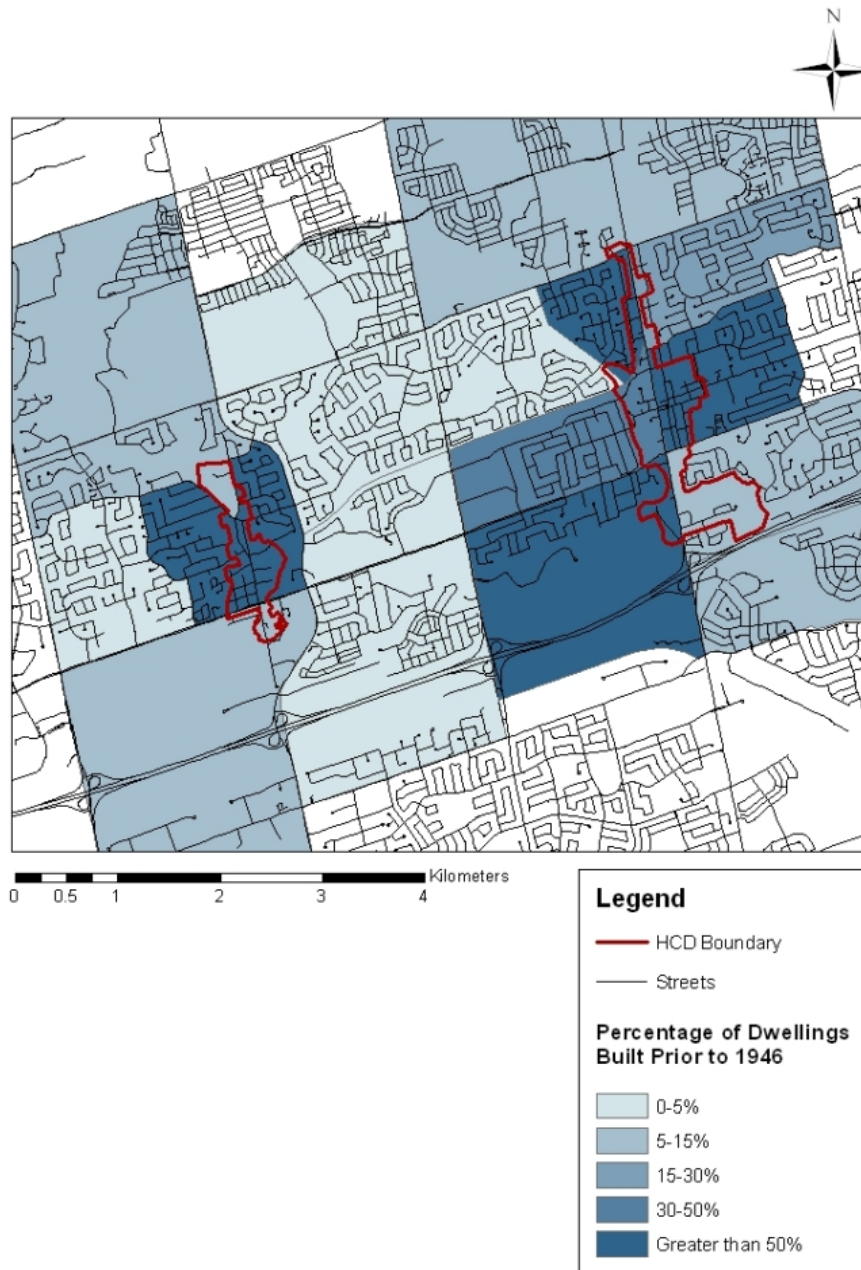 N
Kilometers
0 0.5 1 2 3 4
Legend
HCD Boundary
Streets
Percentage of Dwellings
Built Prior to 1946
0-5%
5-15%
15-30%
30-50%
Greater than 50%